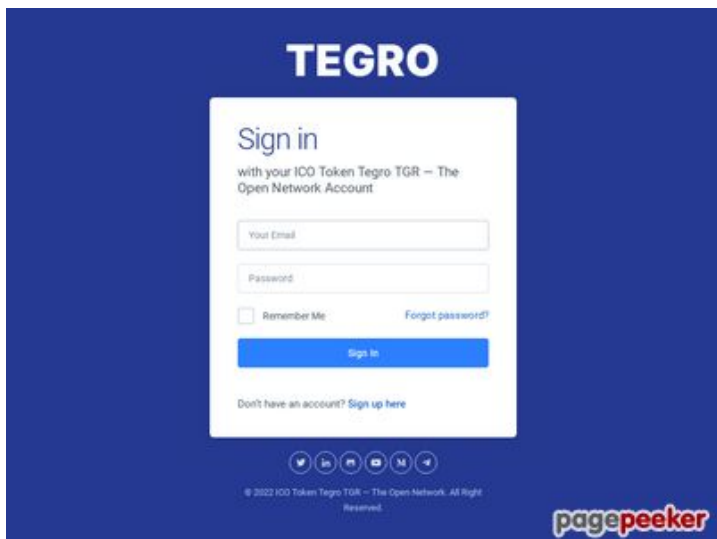 TEGRO
Sign in
with your ICO Token Tegro TGR — The
Open Network Account
Your Email
Password
Remember Me
Forgot password?
Sign In
Don't have an account? Sign up here
in
M
© 2022 ICO Token Tegro TGR — The Open Network. All Right
Reserved.
pagepeeker